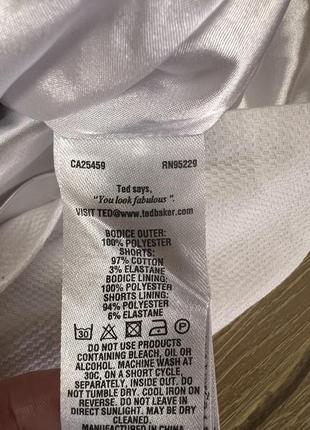 CA25459 RN95229
Ted says,
"You look fabulous".
VISIT TED@www.tedbaker.com
BODICE OUTER:
100% POLYESTER
SHORTS:
97% COTTON
3% ELASTANE
BODICE LINING:
100% POLYESTER
SHORTS LINING:
94% POLYESTER
6% ELASTANE
30 P
DO NOT USE PRODUCTS
CONTAINING BLEACH, OIL OR
ALCOHOL. MACHINE WASH AT
30C, ON A SHORT CYCLE,
SEPARATELY, INSIDE OUT. DO
NOT TUMBLE DRY. COOL IRON ON
REVERSE. DO NOT LEAVE IN
DIRECT SUNLIGHT. MAY BE DRY
CLEANED.
MANUFACTURED IN CHINA